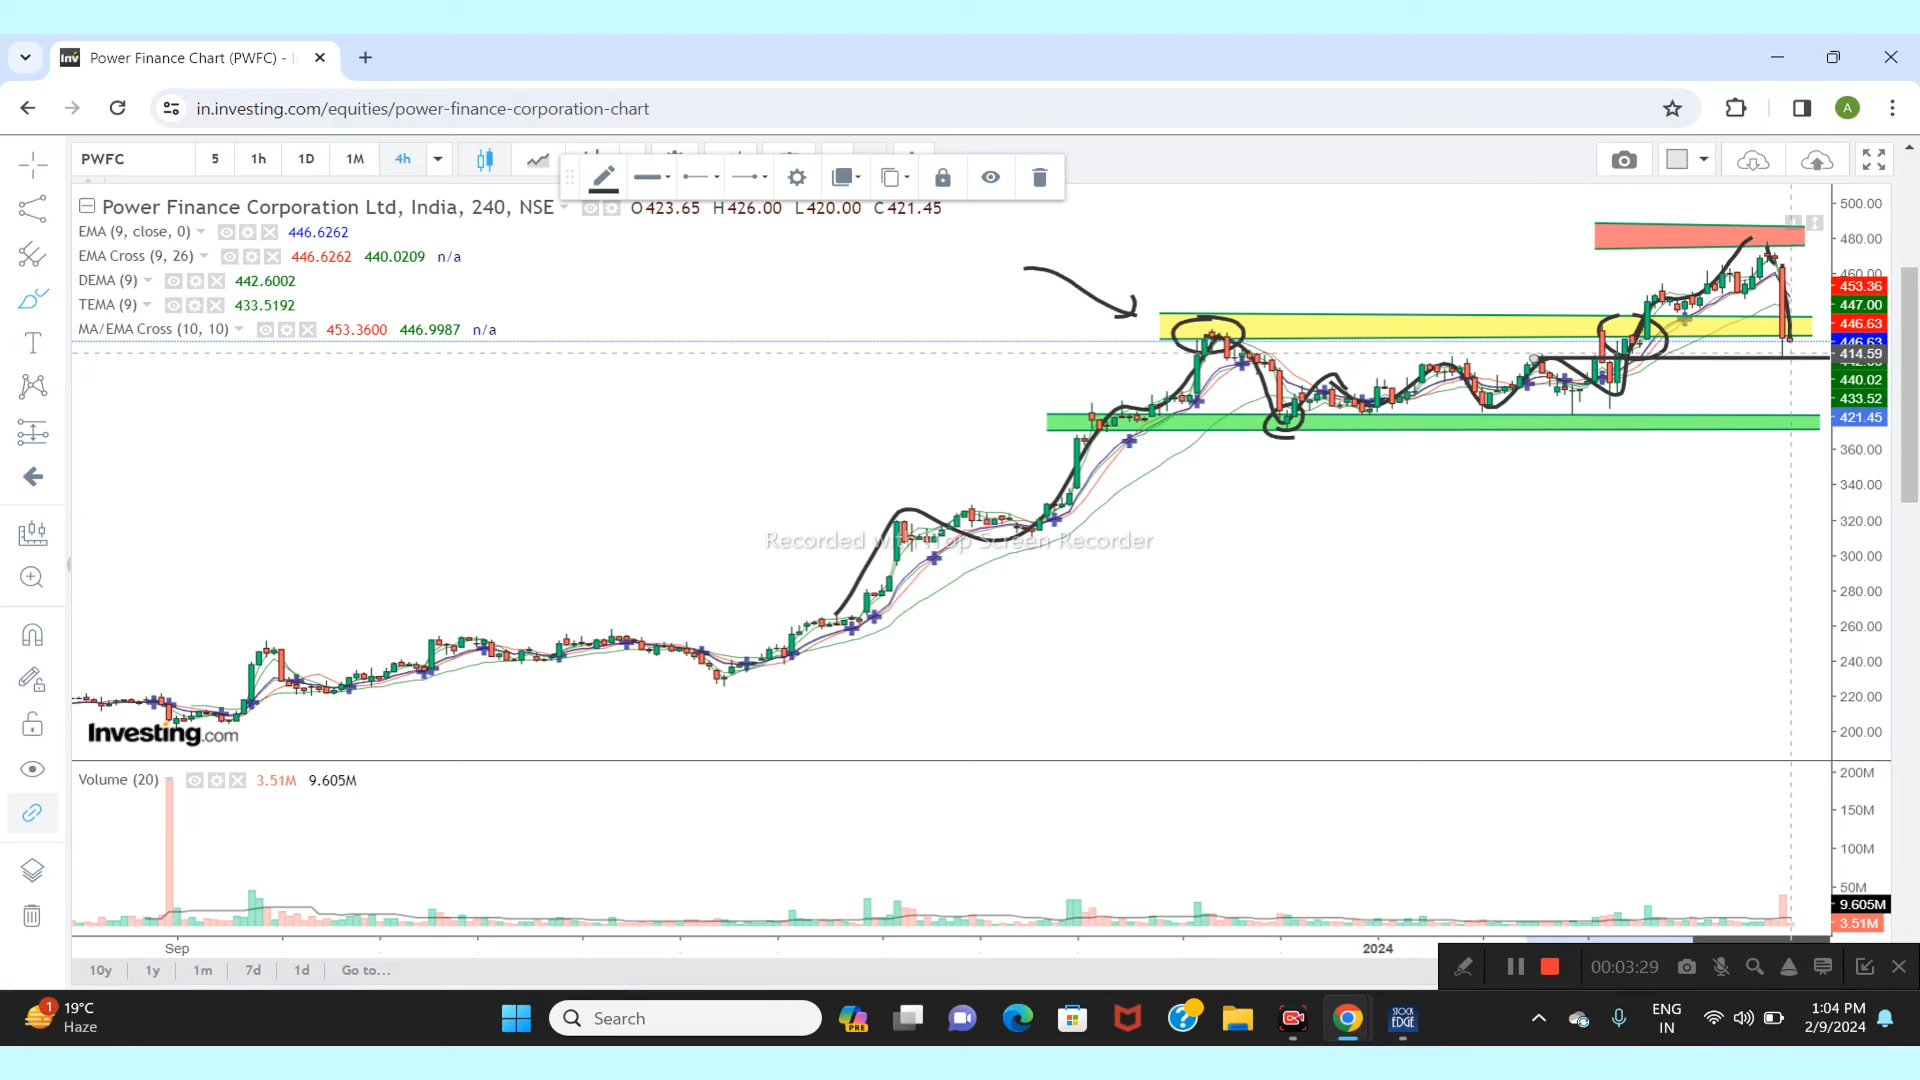 Power Finance Chart (PWFC) - I
in.investing.com/equities/power-finance-corporation-chart
A
PWFC 5 1h 1D 1M 4h
Power Finance Corporation Ltd, India, 240, NSE O423.65 H426.00 L420.00 C421.45
EMA (9, close, 0) 446.6262
EMA Cross (9, 26) 446.6262 440.0209 n/a
DEMA (9) 442.6002
TEMA (9) 433.5192
MA/EMA Cross (10, 10) 453.3600 446.9987 n/a
500.00
480.00
460.00
453.36
447.00
446.63
446.63
414.59
440.02
433.52
421.45
360.00
340.00
320.00
300.00
280.00
260.00
240.00
220.00
200.00
Recorded with iTop Screen Recorder
Investing.com
Volume (20) 3.51M 9.605M
200M
150M
100M
50M
9.605M
3.51M
Sep 2024
10y 1y 1m 7d 1d Go to...
00:03:29
1 19°C
Haze
Search
PRE
STOCK
EDGE
ENG
IN
1:04 PM
2/9/2024